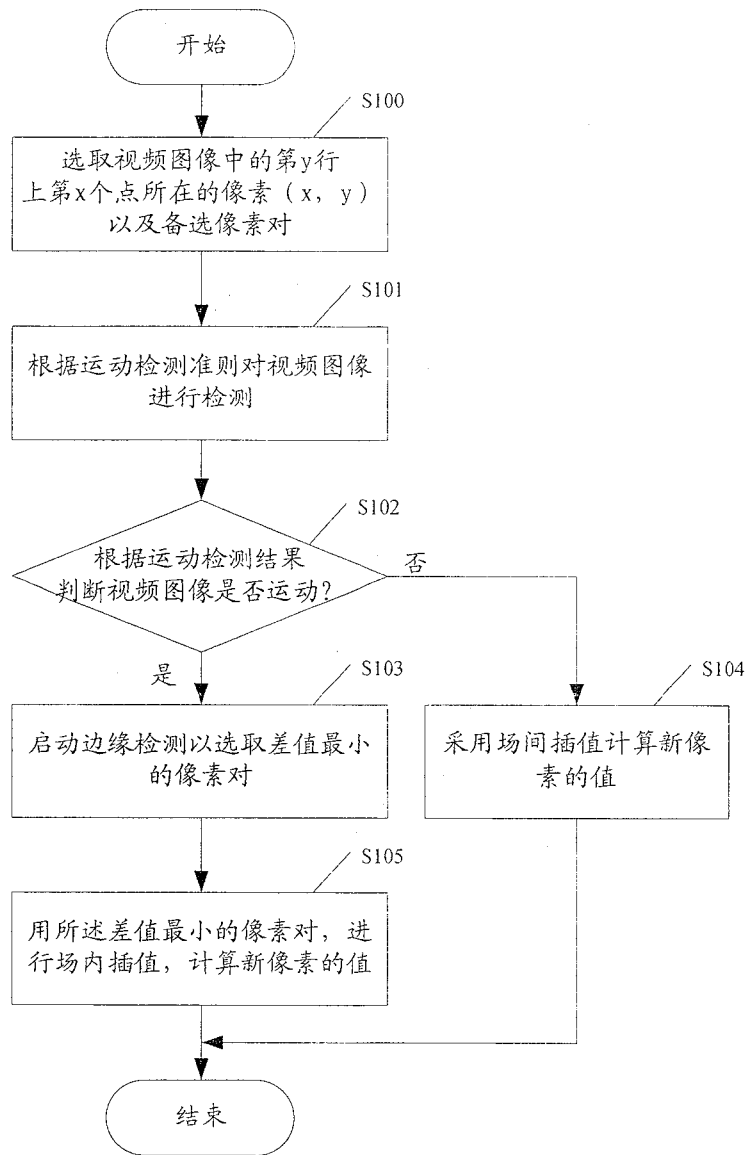 开始
S100
选取视频图像中的第y行
上第x个点所在的像素（x，y）
以及备选像素对
S101
根据运动检测准则对视频图像
进行检测
S102
根据运动检测结果
判断视频图像是否运动?
否
是
S103
启动边缘检测以选取差值最小
的像素对
S104
采用场间插值计算新像
素的值
S105
用所述差值最小的像素对，进
行场内插值，计算新像素的值
结束